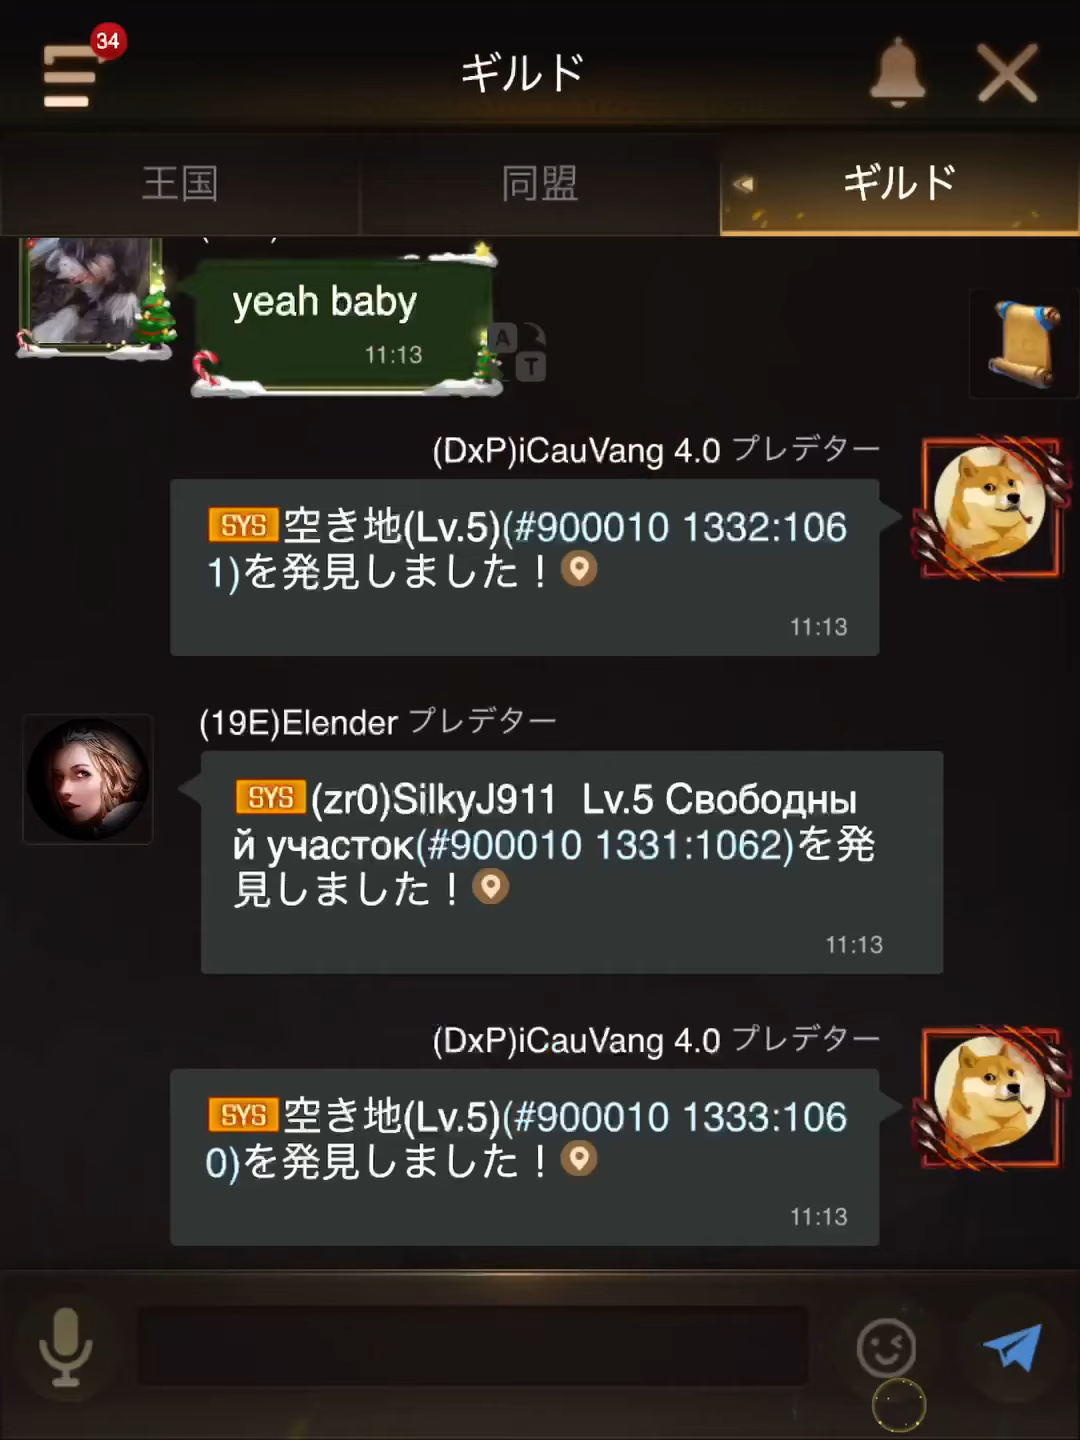 34
ギルド
王国
同盟
ギルド
yeah baby
11:13
A
T
(DxP)iCauVang 4.0 プレデター
SYS 空き地(Lv.5)(#900010 1332:106
1)を発見しました！
11:13
(19E)Elender プレデター
SYS (zr0)SilkyJ911 Lv.5 Свободны
й участок(#900010 1331:1062)を発
見しました！
11:13
(DxP)iCauVang 4.0 プレデター
SYS 空き地(Lv.5)(#900010 1333:106
0)を発見しました！
11:13